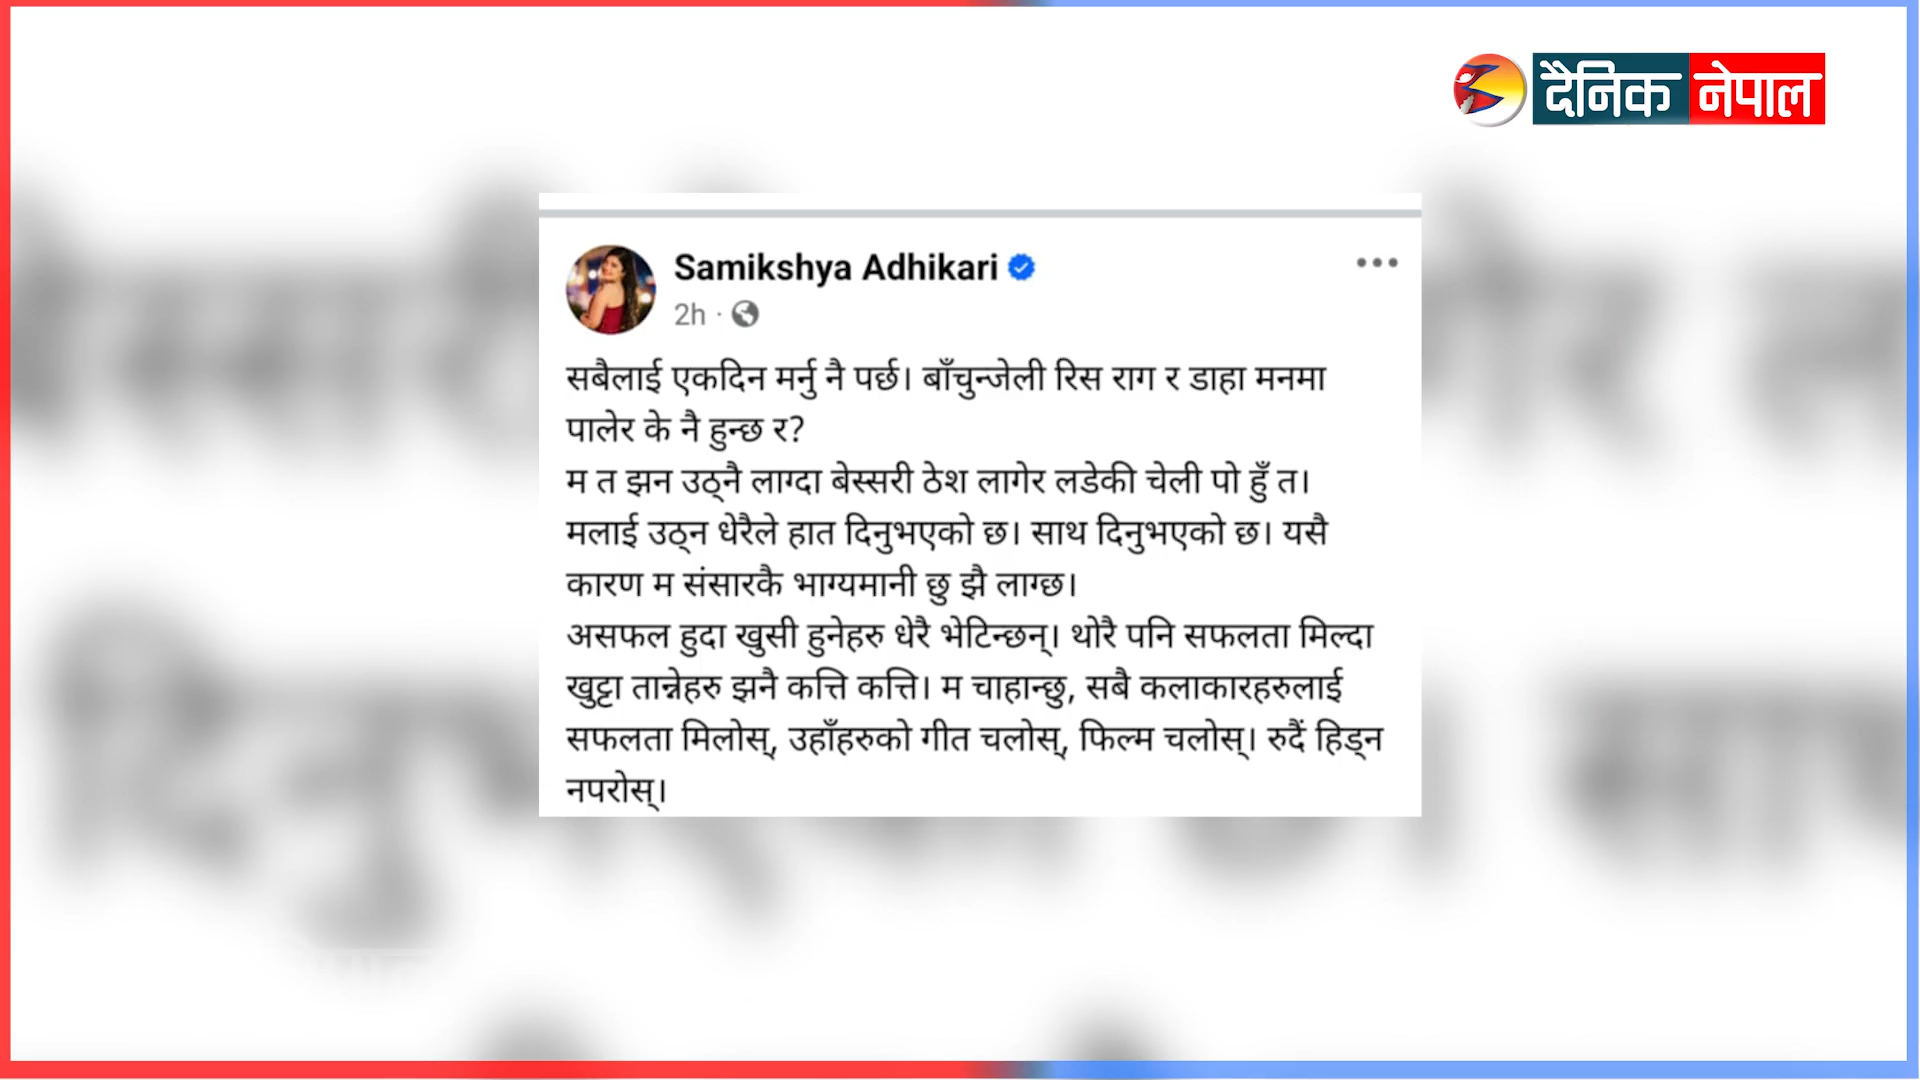 दैनिक नेपाल
Samikshya Adhikari
2h ·
सबैलाई एकदिन मर्नु नै पर्छ। बाँचुन्जेली रिस राग र डाहा मनमा
पालेर के नै हुन्छ र?
म त झन उठ्नै लाग्दा बेस्सरी ठेश लागेर लडेकी चेली पो हुँ त।
मलाई उठ्न धेरैले हात दिनुभएको छ। साथ दिनुभएको छ। यसै
कारण म संसारकै भाग्यमानी छु झै लाग्छ।
असफल हुदा खुसी हुनेहरु धेरै भेटिन्छन्। थोरै पनि सफलता मिल्दा
खुट्टा तान्नेहरु झनै कत्ति कत्ति। म चाहान्छु, सबै कलाकारहरुलाई
सफलता मिलोस्, उहाँहरुको गीत चलोस्, फिल्म चलोस्। रुदैं हिड्न
नपरोस्।